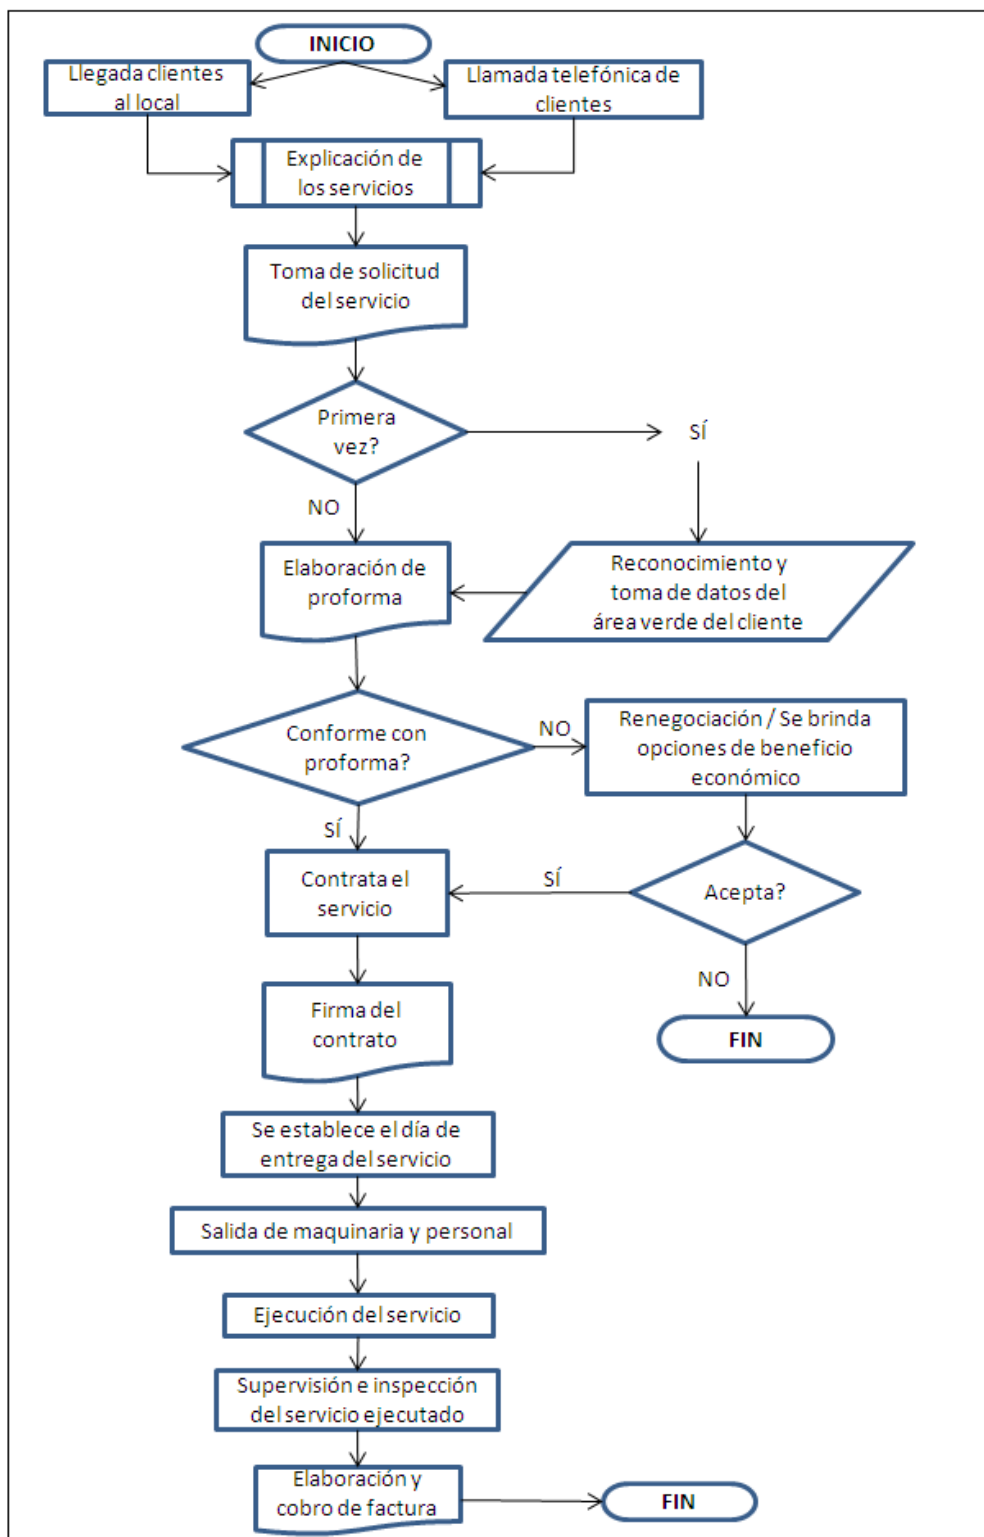 INICIO
Llegada clientes
al local
Llamada telefónica de
clientes
Explicación de
los servicios
Toma de solicitud
del servicio
Primera
vez?
SÍ
NO
Elaboración de
proforma
Reconocimiento y
toma de datos del
área verde del cliente
Conforme con
proforma?
NO
Renegociación / Se brinda
opciones de beneficio
económico
SÍ
Contrata el
servicio
SÍ
Acepta?
NO
FIN
Firma del
contrato
Se establece el día de
entrega del servicio
Salida de maquinaria y personal
Ejecución del servicio
Supervisión e inspección
del servicio ejecutado
Elaboración y
cobro de factura
FIN